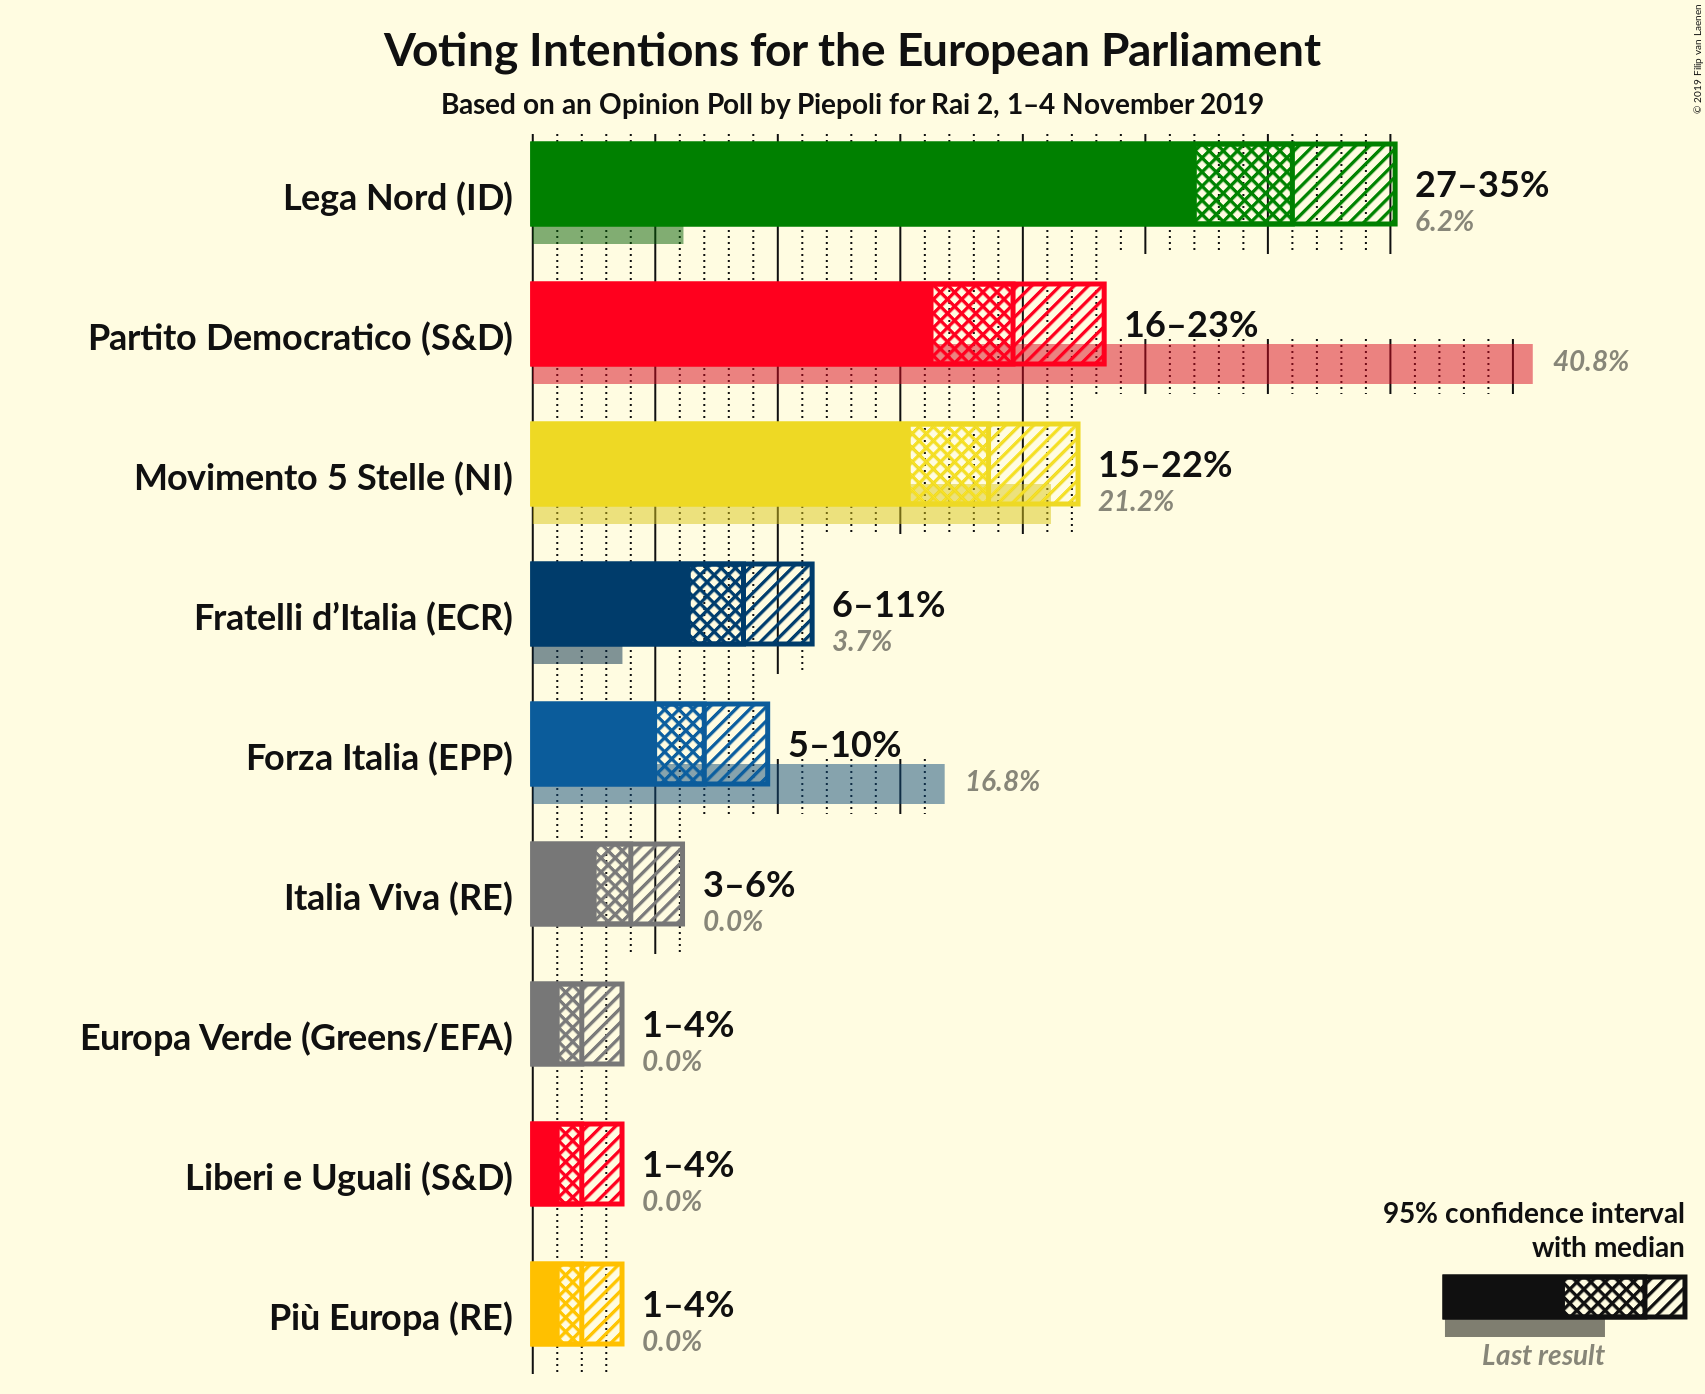 Voting Intentions for the European Parliament
Based on an Opinion Poll by Piepoli for Rai 2, 1–4 November 2019
© 2019 Filip van Laenen
Lega Nord (ID)
27–35%
6.2%
Partito Democratico (S&D)
16–23%
40.8%
Movimento 5 Stelle (NI)
15–22%
21.2%
Fratelli d’Italia (ECR)
6–11%
3.7%
Forza Italia (EPP)
5–10%
16.8%
Italia Viva (RE)
3–6%
0.0%
Europa Verde (Greens/EFA)
1–4%
0.0%
Liberi e Uguali (S&D)
1–4%
0.0%
Più Europa (RE)
1–4%
0.0%
95% confidence interval
with median
Last result